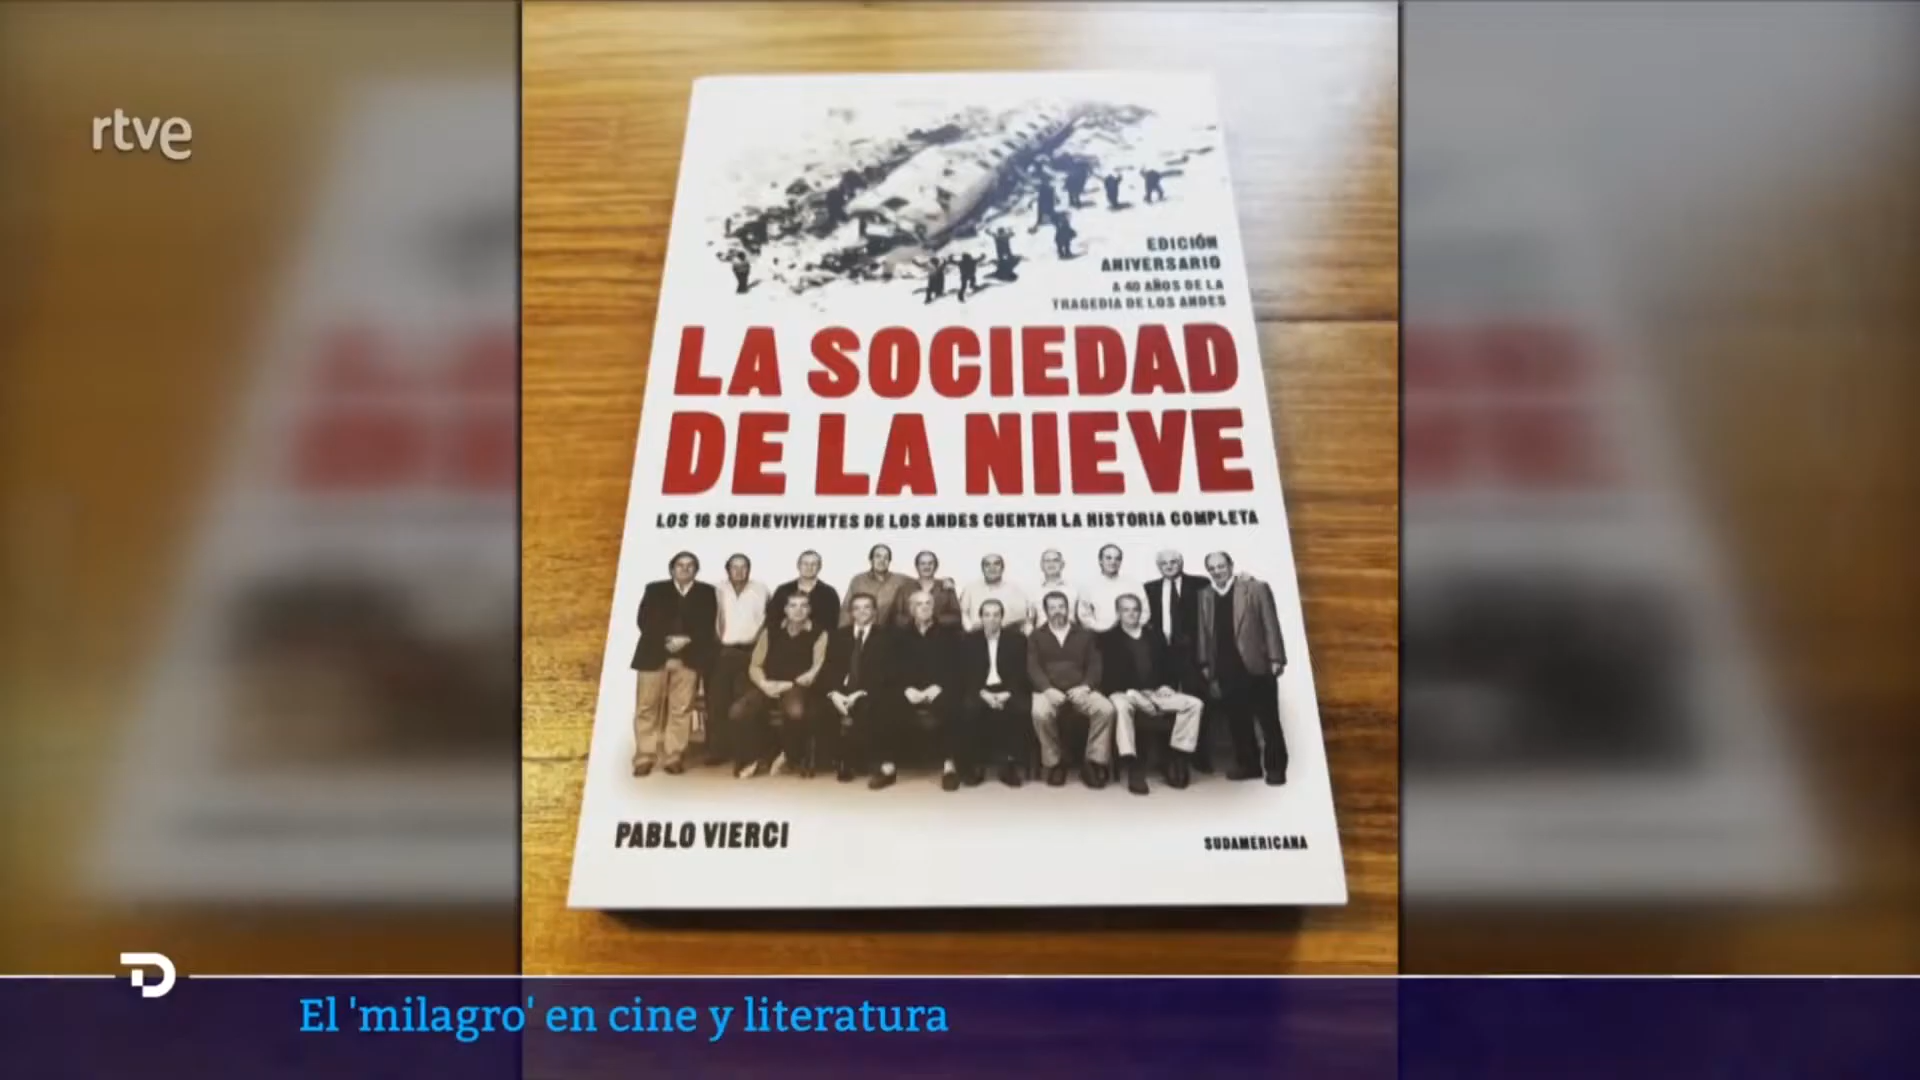 rtve
EDICIÓN
ANIVERSARIO
A 40 AÑOS DE LA
TRAGEDIA DE LOS ANDES
LA SOCIEDAD
DE LA NIEVE
LOS 16 SOBREVIVIENTES DE LOS ANDES CUENTAN LA HISTORIA COMPLETA
PABLO VIERCI
SUDAMERICANA
El 'milagro' en cine y literatura